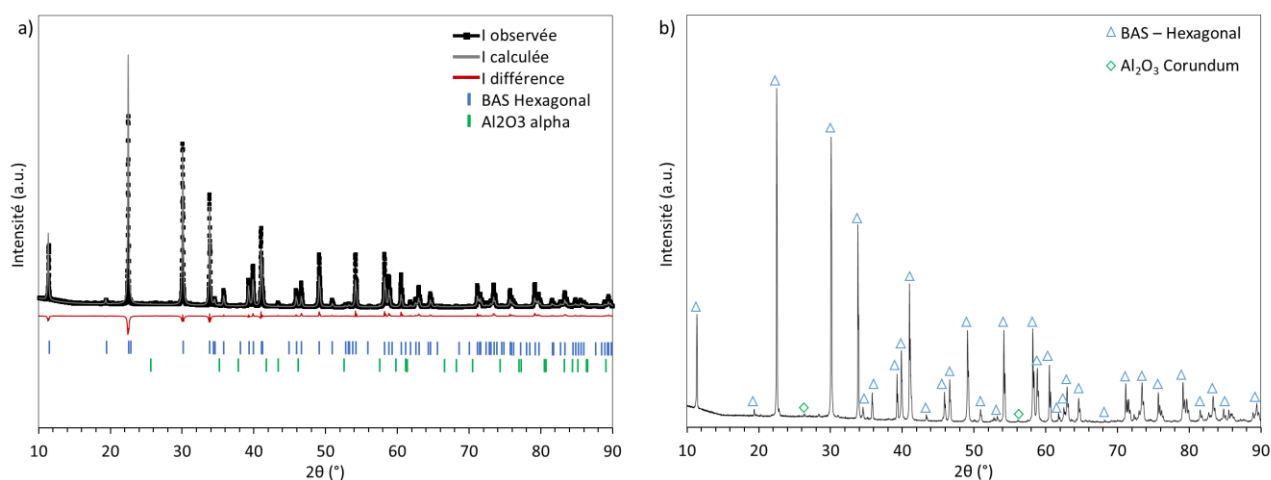 a)
I observée
I calculée
I différence
BAS Hexagonal
Al2O3 alpha
Intensité (a.u.)
10 20 30 40 50 60 70 80 90
2θ (°)
b)
BAS – Hexagonal
Al₂O₃ Corundum
Intensité (a.u.)
10 20 30 40 50 60 70 80 90
2θ (°)